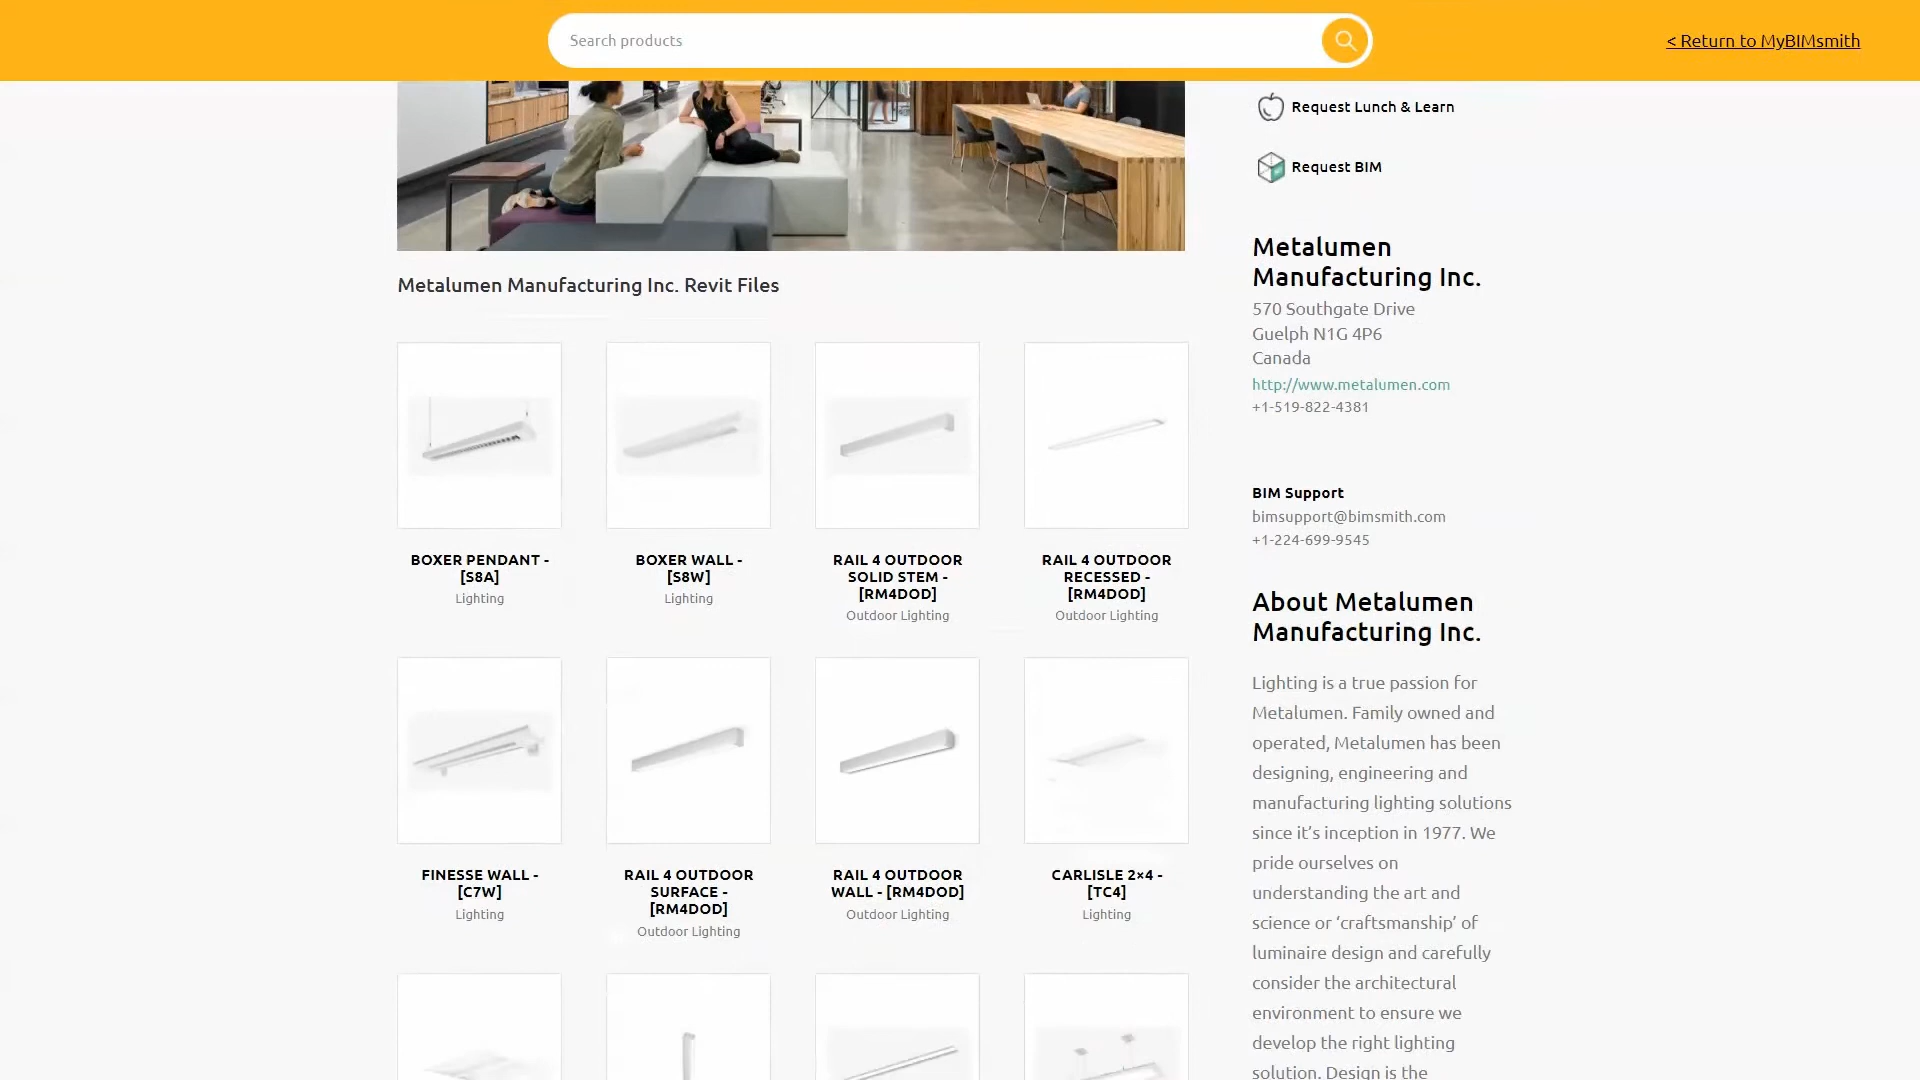 Search products
< Return to MyBIMsmith
Request Lunch & Learn
Request BIM
Metalumen Manufacturing Inc. Revit Files
BOXER PENDANT -
[S8A]
Lighting
BOXER WALL -
[S8W]
Lighting
RAIL 4 OUTDOOR
SOLID STEM -
[RM4DOD]
Outdoor Lighting
RAIL 4 OUTDOOR
RECESSED -
[RM4DOD]
Outdoor Lighting
FINESSE WALL -
[C7W]
Lighting
RAIL 4 OUTDOOR
SURFACE -
[RM4DOD]
Outdoor Lighting
RAIL 4 OUTDOOR
WALL - [RM4DOD]
Outdoor Lighting
CARLISLE 2×4 -
[TC4]
Lighting
Metalumen
Manufacturing Inc.
570 Southgate Drive
Guelph N1G 4P6
Canada
http://www.metalumen.com
+1-519-822-4381
BIM Support
bimsupport@bimsmith.com
+1-224-699-9545
About Metalumen
Manufacturing Inc.
Lighting is a true passion for
Metalumen. Family owned and
operated, Metalumen has been
designing, engineering and
manufacturing lighting solutions
since it’s inception in 1977. We
pride ourselves on
understanding the art and
science or ‘craftsmanship’ of
luminaire design and carefully
consider the architectural
environment to ensure we
develop the right lighting
solution. Design is the